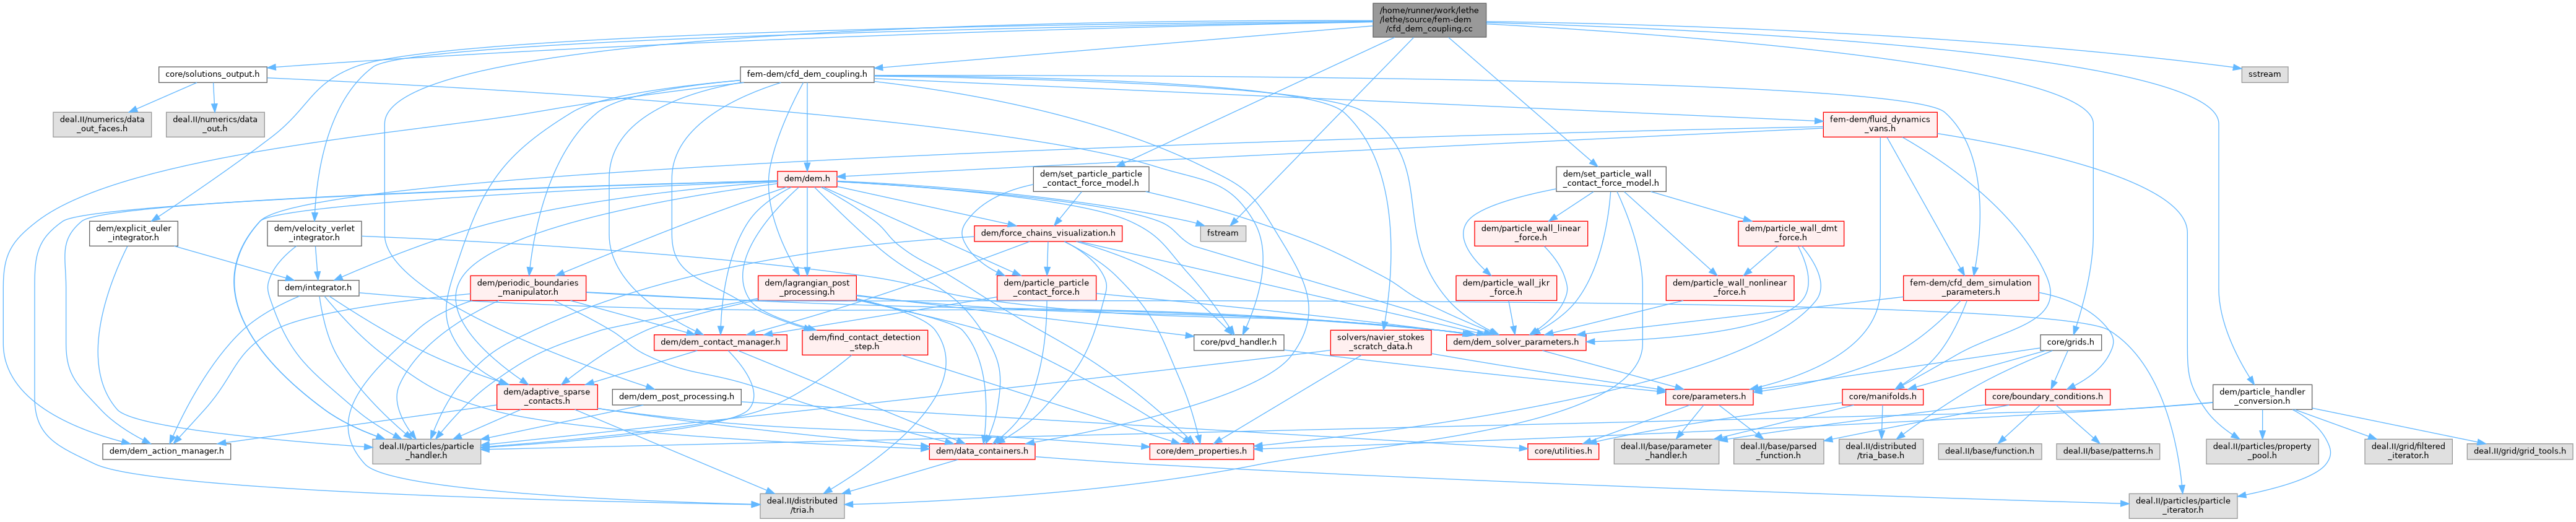 /home/runner/work/lethe
/lethe/source/fem-dem
/cfd_dem_coupling.cc
core/solutions_output.h
fem-dem/cfd_dem_coupling.h
sstream
deal.II/numerics/data
_out_faces.h
deal.II/numerics/data
_out.h
fem-dem/fluid_dynamics
_vans.h
dem/dem.h
dem/set_particle_particle
_contact_force_model.h
dem/set_particle_wall
_contact_force_model.h
dem/explicit_euler
_integrator.h
dem/velocity_verlet
_integrator.h
dem/force_chains_visualization.h
fstream
dem/particle_wall_linear
_force.h
dem/particle_wall_dmt
_force.h
dem/integrator.h
dem/periodic_boundaries
_manipulator.h
dem/lagrangian_post
_processing.h
dem/particle_particle
_contact_force.h
dem/particle_wall_jkr
_force.h
dem/particle_wall_nonlinear
_force.h
fem-dem/cfd_dem_simulation
_parameters.h
dem/dem_contact_manager.h
dem/find_contact_detection
_step.h
core/pvd_handler.h
solvers/navier_stokes
_scratch_data.h
dem/dem_solver_parameters.h
core/grids.h
dem/adaptive_sparse
_contacts.h
dem/dem_post_processing.h
core/parameters.h
core/manifolds.h
core/boundary_conditions.h
dem/particle_handler
_conversion.h
dem/dem_action_manager.h
deal.II/particles/particle
_handler.h
dem/data_containers.h
core/dem_properties.h
core/utilities.h
deal.II/base/parameter
_handler.h
deal.II/base/parsed
_function.h
deal.II/distributed
/tria_base.h
deal.II/base/function.h
deal.II/base/patterns.h
deal.II/particles/property
_pool.h
deal.II/grid/filtered
_iterator.h
deal.II/grid/grid_tools.h
deal.II/distributed
/tria.h
deal.II/particles/particle
_iterator.h